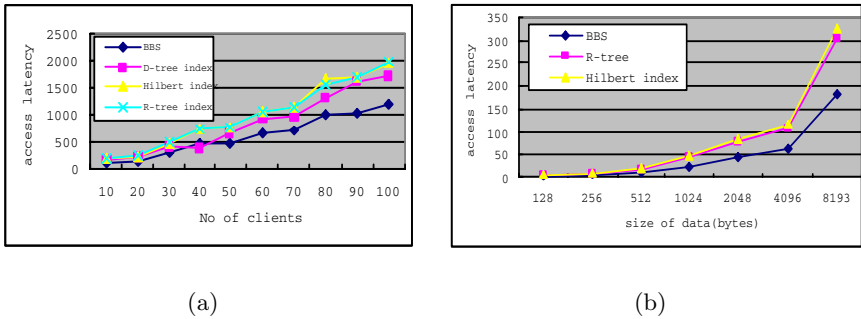 2500
2000
1500
1000
500
0
access latency
BBS
D-tree index
Hilbert index
R-tree index
10 20 30 40 50 60 70 80 90 100
No of clients
(a)
350
300
250
200
150
100
50
0
access latency
BBS
R-tree
Hilbert index
128 256 512 1024 2048 4096 8193
size of data(bytes)
(b)